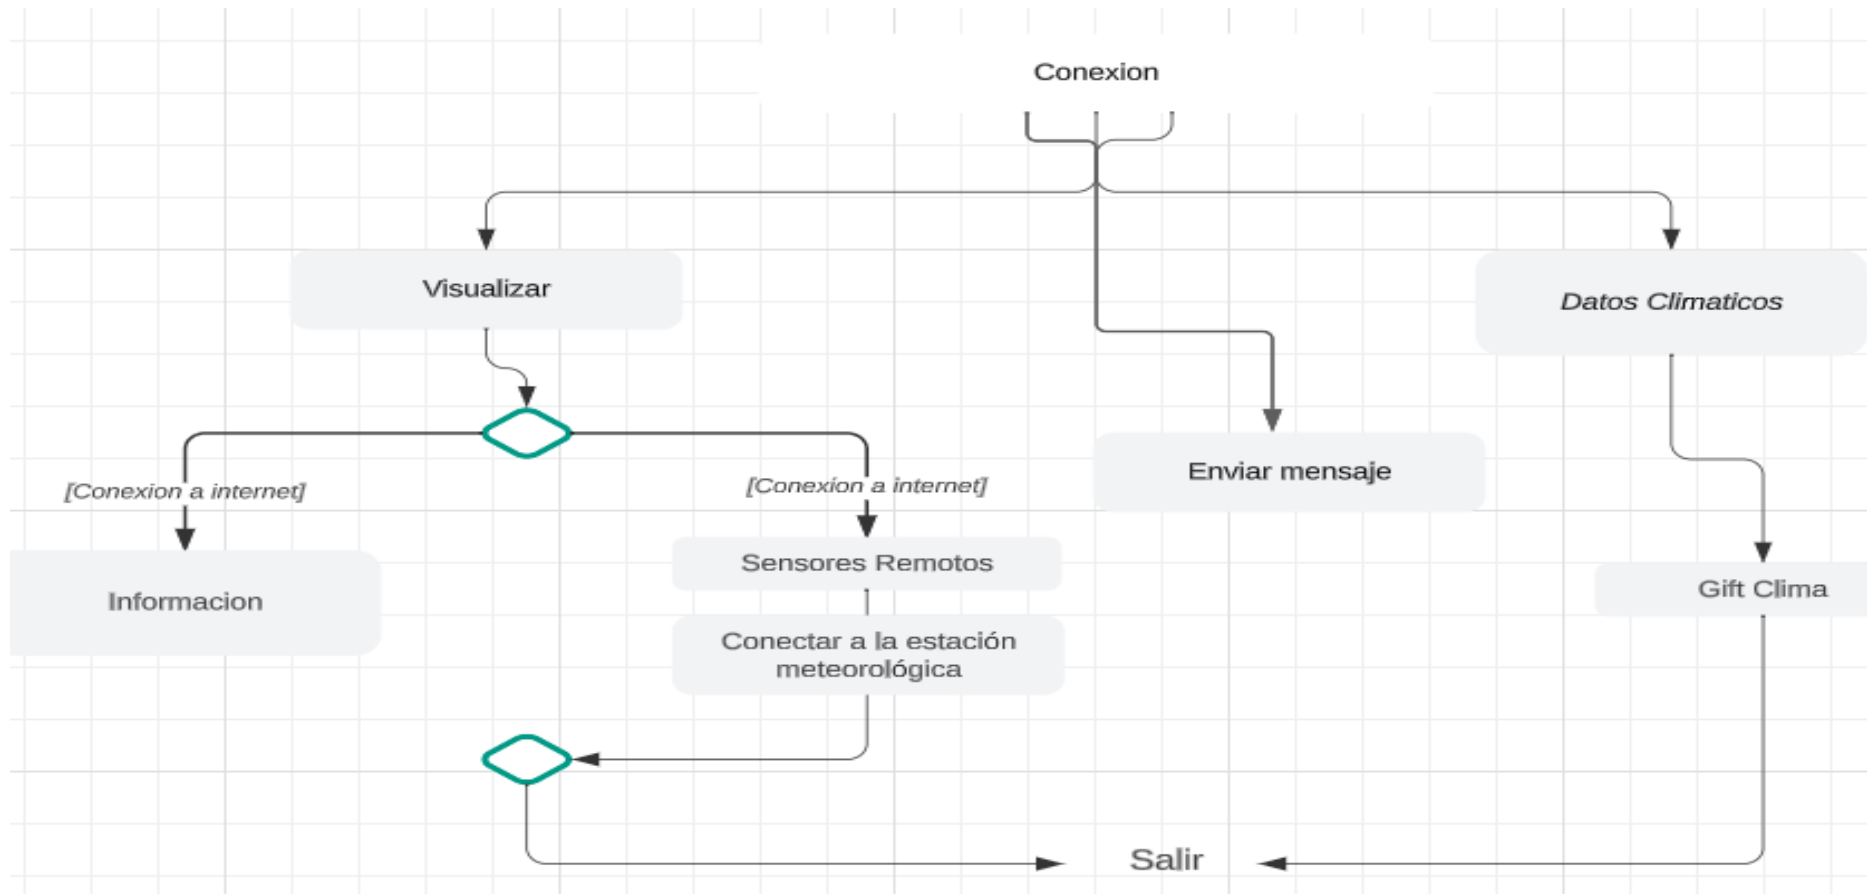 Conexion
Visualizar
Datos Climaticos
Enviar mensaje
[Conexion a internet]
[Conexion a internet]
Sensores Remotos
Informacion
Gift Clima
Conectar a la estación
meteorológica
Salir